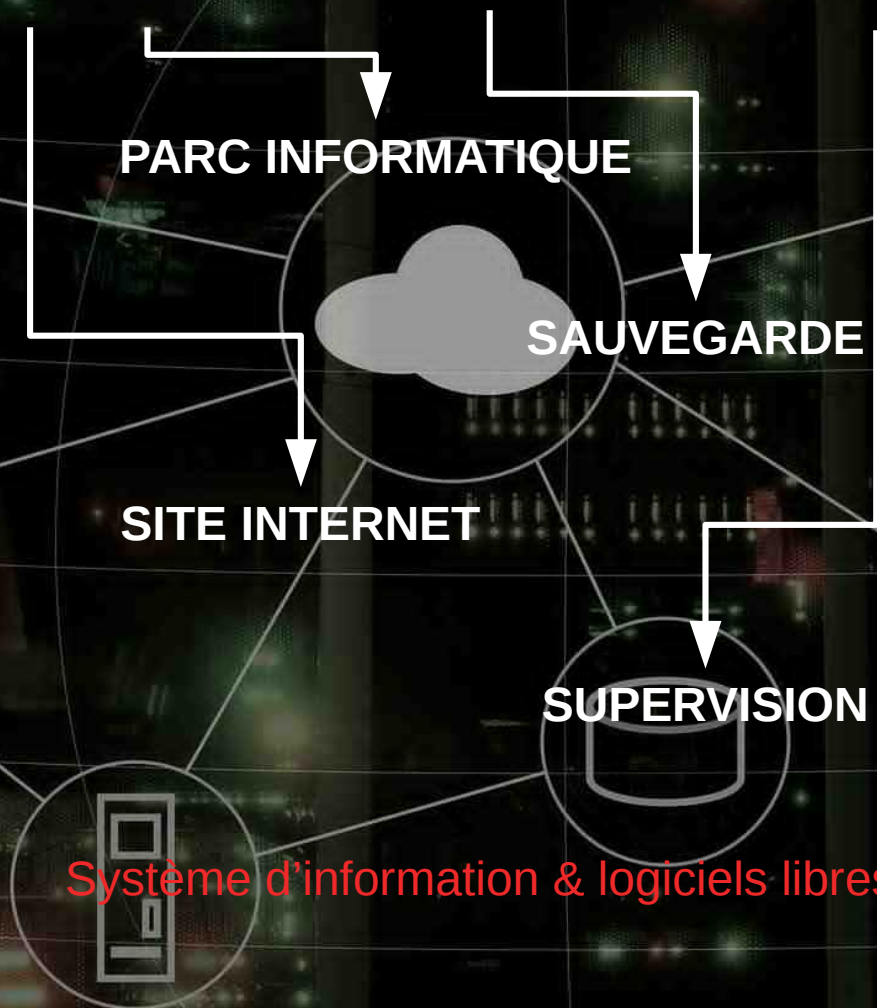 PARC INFORMATIQUE
SAUVEGARDE
SITE INTERNET
SUPERVISION
Système d’information & logiciels libres